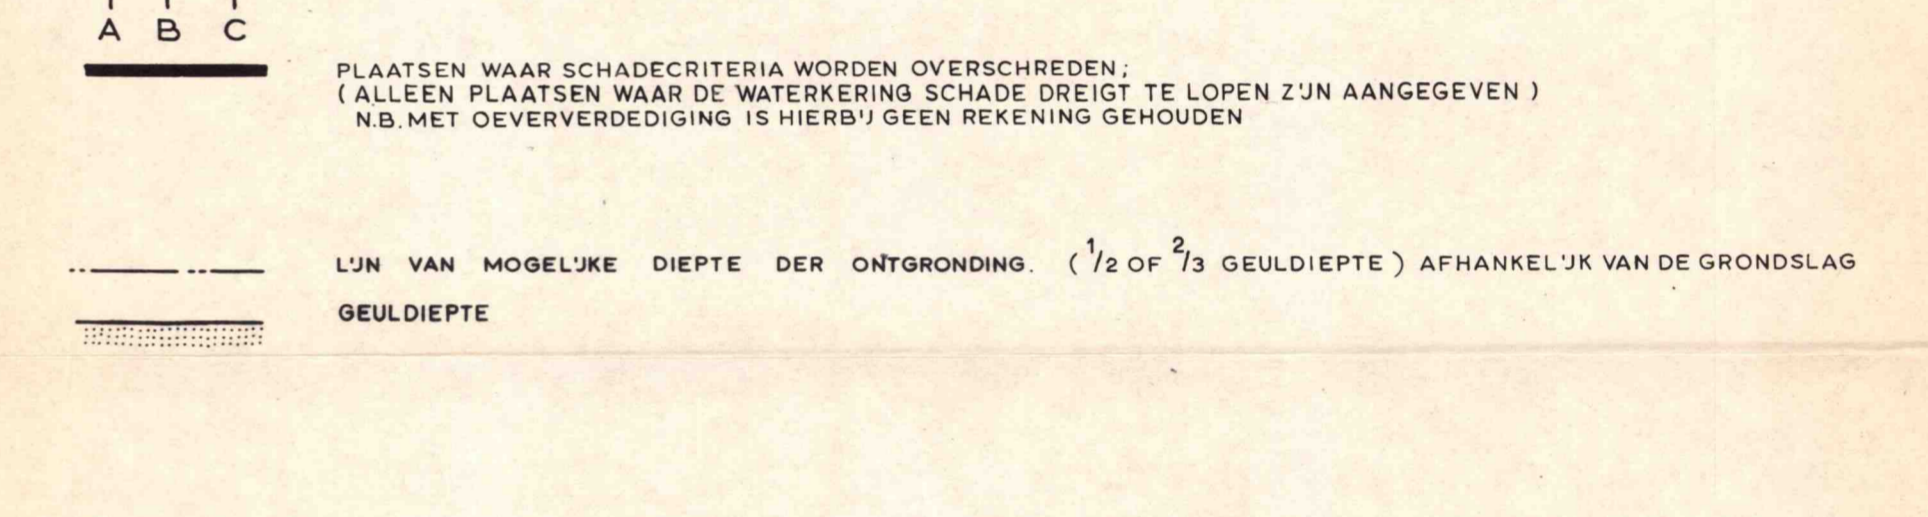 A B C
PLAATSEN WAAR SCHADECRITERIA WORDEN OVERSCHREDEN;
( ALLEEN PLAATSEN WAAR DE WATERKERING SCHADE DREIGT TE LOPEN ZIJN AANGEGEVEN )
N.B. MET OEVERVERDEDIGING IS HIERBIJ GEEN REKENING GEHOUDEN
LIJN VAN MOGELIJKE DIEPTE DER ONTGRONDING. ( 1/2 OF 2/3 GEULDIEPTE ) AFHANKELIJK VAN DE GRONDSLAG
GEULDIEPTE